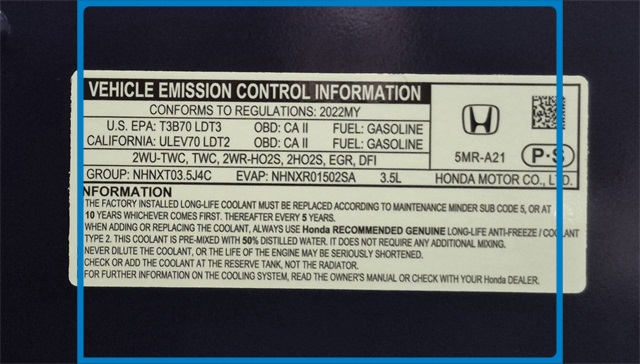 VEHICLE EMISSION CONTROL INFORMATION
CONFORMS TO REGULATIONS: 2022MY
U.S. EPA: T3B70 LDT3 OBD: CA II FUEL: GASOLINE
CALIFORNIA: ULEV70 LDT2 OBD: CA II FUEL: GASOLINE
2WU-TWC, TWC, 2WR-HO2S, 2HO2S, EGR, DFI
GROUP: NHNXT03.5J4C EVAP: NHNXR01502SA 3.5L
5MR-A21 P·S
HONDA MOTOR CO., LTD.
INFORMATION
THE FACTORY INSTALLED LONG-LIFE COOLANT MUST BE REPLACED ACCORDING TO MAINTENANCE MINDER SUB CODE 5, OR AT
10 YEARS WHICHEVER COMES FIRST. THEREAFTER EVERY 5 YEARS.
WHEN ADDING OR REPLACING THE COOLANT, ALWAYS USE Honda RECOMMENDED GENUINE LONG-LIFE ANTI-FREEZE / COOLANT
TYPE 2. THIS COOLANT IS PRE-MIXED WITH 50% DISTILLED WATER. IT DOES NOT REQUIRE ANY ADDITIONAL MIXING.
NEVER DILUTE THE COOLANT, OR THE LIFE OF THE ENGINE MAY BE SERIOUSLY SHORTENED.
CHECK OR ADD THE COOLANT AT THE RESERVE TANK, NOT THE RADIATOR.
FOR FURTHER INFORMATION ON THE COOLING SYSTEM, READ THE OWNER'S MANUAL OR CHECK WITH YOUR Honda DEALER.